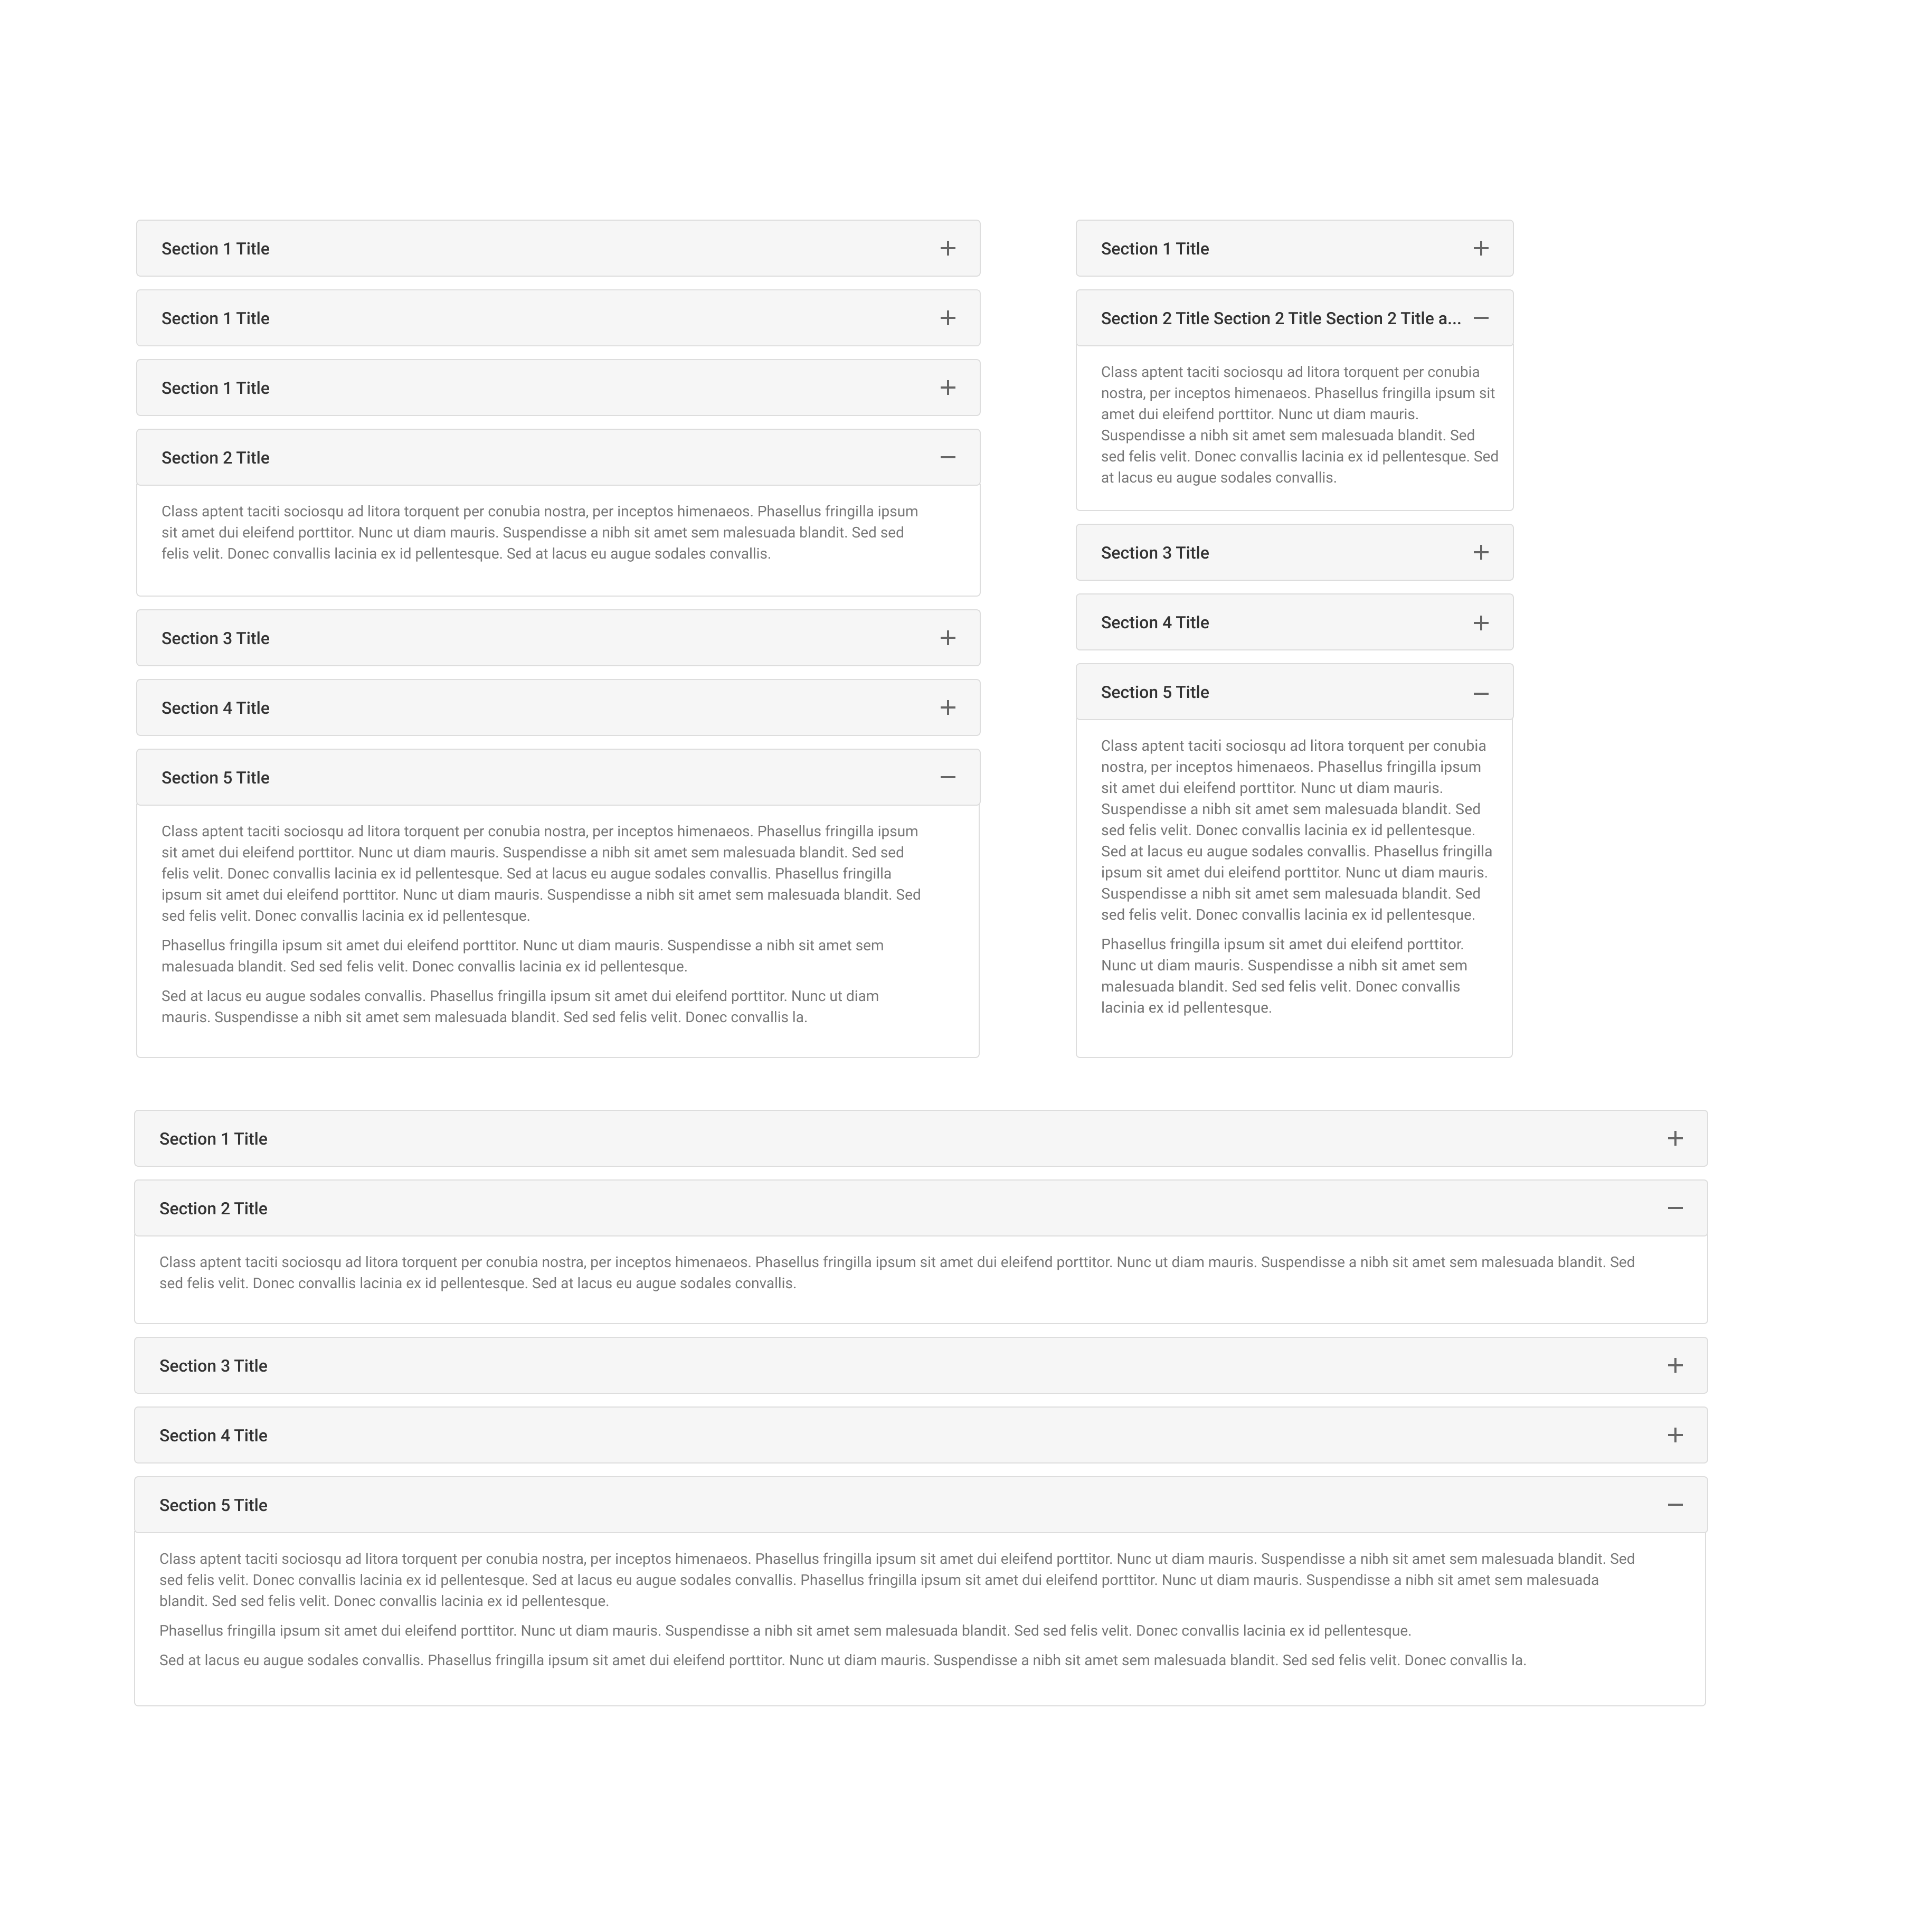 Section 1 Title
Section 1 Title
Section 1 Title
Section 2 Title
Class aptent taciti sociosqu ad litora torquent per conubia nostra, per inceptos himenaeos. Phasellus fringilla ipsum
sit amet dui eleifend porttitor. Nunc ut diam mauris. Suspendisse a nibh sit amet sem malesuada blandit. Sed sed
felis velit. Donec convallis lacinia ex id pellentesque. Sed at lacus eu augue sodales convallis.
Section 3 Title
Section 4 Title
Section 5 Title
Class aptent taciti sociosqu ad litora torquent per conubia nostra, per inceptos himenaeos. Phasellus fringilla ipsum
sit amet dui eleifend porttitor. Nunc ut diam mauris. Suspendisse a nibh sit amet sem malesuada blandit. Sed sed
felis velit. Donec convallis lacinia ex id pellentesque. Sed at lacus eu augue sodales convallis. Phasellus fringilla
ipsum sit amet dui eleifend porttitor. Nunc ut diam mauris. Suspendisse a nibh sit amet sem malesuada blandit. Sed
sed felis velit. Donec convallis lacinia ex id pellentesque.
Phasellus fringilla ipsum sit amet dui eleifend porttitor. Nunc ut diam mauris. Suspendisse a nibh sit amet sem
malesuada blandit. Sed sed felis velit. Donec convallis lacinia ex id pellentesque.
Sed at lacus eu augue sodales convallis. Phasellus fringilla ipsum sit amet dui eleifend porttitor. Nunc ut diam
mauris. Suspendisse a nibh sit amet sem malesuada blandit. Sed sed felis velit. Donec convallis la.
Section 1 Title
Section 2 Title Section 2 Title Section 2 Title a...
Class aptent taciti sociosqu ad litora torquent per conubia
nostra, per inceptos himenaeos. Phasellus fringilla ipsum sit
amet dui eleifend porttitor. Nunc ut diam mauris.
Suspendisse a nibh sit amet sem malesuada blandit. Sed
sed felis velit. Donec convallis lacinia ex id pellentesque. Sed
at lacus eu augue sodales convallis.
Section 3 Title
Section 4 Title
Section 5 Title
Class aptent taciti sociosqu ad litora torquent per conubia
nostra, per inceptos himenaeos. Phasellus fringilla ipsum
sit amet dui eleifend porttitor. Nunc ut diam mauris.
Suspendisse a nibh sit amet sem malesuada blandit. Sed
sed felis velit. Donec convallis lacinia ex id pellentesque.
Sed at lacus eu augue sodales convallis. Phasellus fringilla
ipsum sit amet dui eleifend porttitor. Nunc ut diam mauris.
Suspendisse a nibh sit amet sem malesuada blandit. Sed
sed felis velit. Donec convallis lacinia ex id pellentesque.
Phasellus fringilla ipsum sit amet dui eleifend porttitor.
Nunc ut diam mauris. Suspendisse a nibh sit amet sem
malesuada blandit. Sed sed felis velit. Donec convallis
lacinia ex id pellentesque.
Section 1 Title
Section 2 Title
Class aptent taciti sociosqu ad litora torquent per conubia nostra, per inceptos himenaeos. Phasellus fringilla ipsum sit amet dui eleifend porttitor. Nunc ut diam mauris. Suspendisse a nibh sit amet sem malesuada blandit. Sed
sed felis velit. Donec convallis lacinia ex id pellentesque. Sed at lacus eu augue sodales convallis.
Section 3 Title
Section 4 Title
Section 5 Title
Class aptent taciti sociosqu ad litora torquent per conubia nostra, per inceptos himenaeos. Phasellus fringilla ipsum sit amet dui eleifend porttitor. Nunc ut diam mauris. Suspendisse a nibh sit amet sem malesuada blandit. Sed
sed felis velit. Donec convallis lacinia ex id pellentesque. Sed at lacus eu augue sodales convallis. Phasellus fringilla ipsum sit amet dui eleifend porttitor. Nunc ut diam mauris. Suspendisse a nibh sit amet sem malesuada
blandit. Sed sed felis velit. Donec convallis lacinia ex id pellentesque.
Phasellus fringilla ipsum sit amet dui eleifend porttitor. Nunc ut diam mauris. Suspendisse a nibh sit amet sem malesuada blandit. Sed sed felis velit. Donec convallis lacinia ex id pellentesque.
Sed at lacus eu augue sodales convallis. Phasellus fringilla ipsum sit amet dui eleifend porttitor. Nunc ut diam mauris. Suspendisse a nibh sit amet sem malesuada blandit. Sed sed felis velit. Donec convallis la.